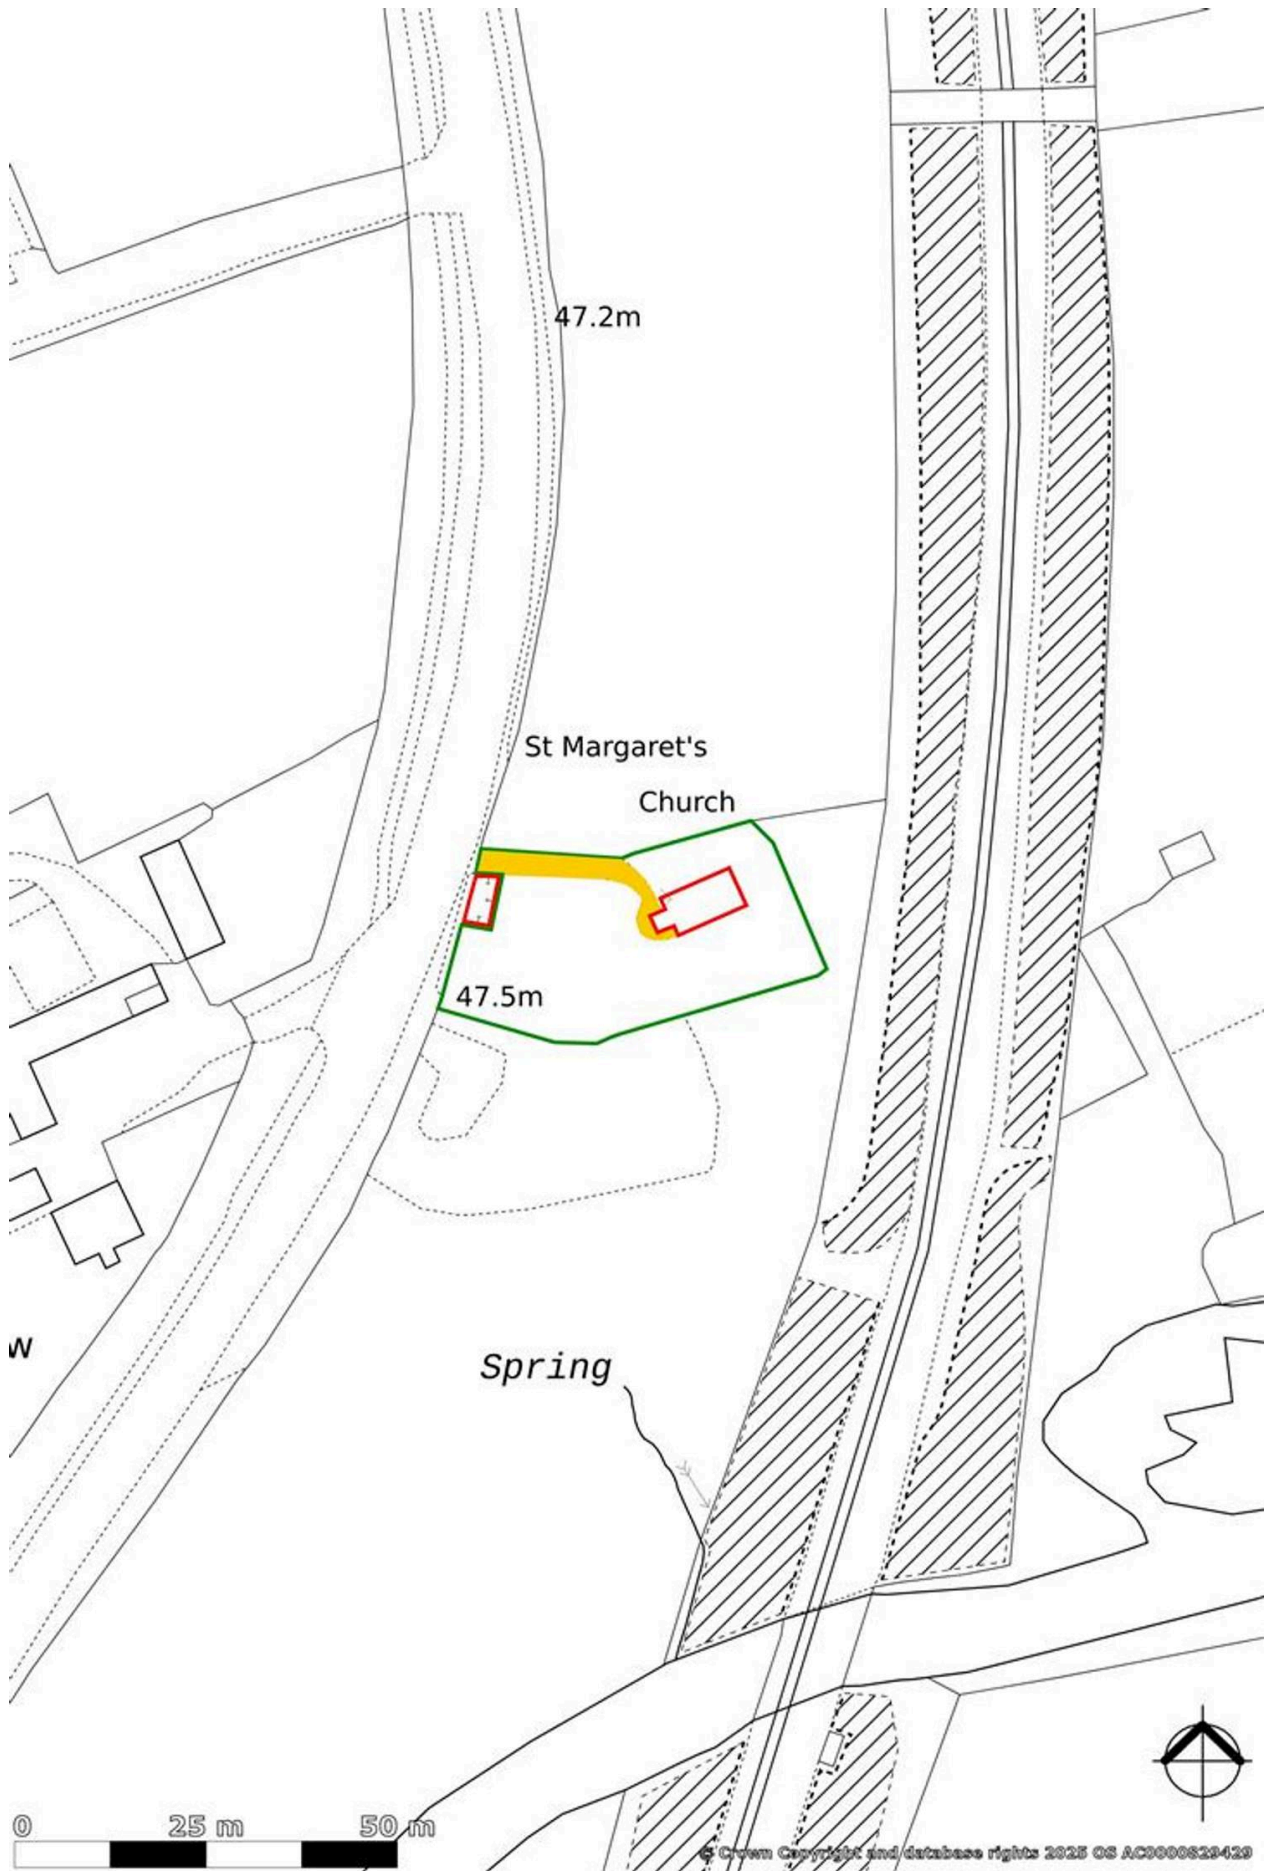 47.2m
St Margaret's
Church
47.5m
W
Spring
0 25 m 50 m
© Crown Copyright and database rights 2025 OS AC0000829429